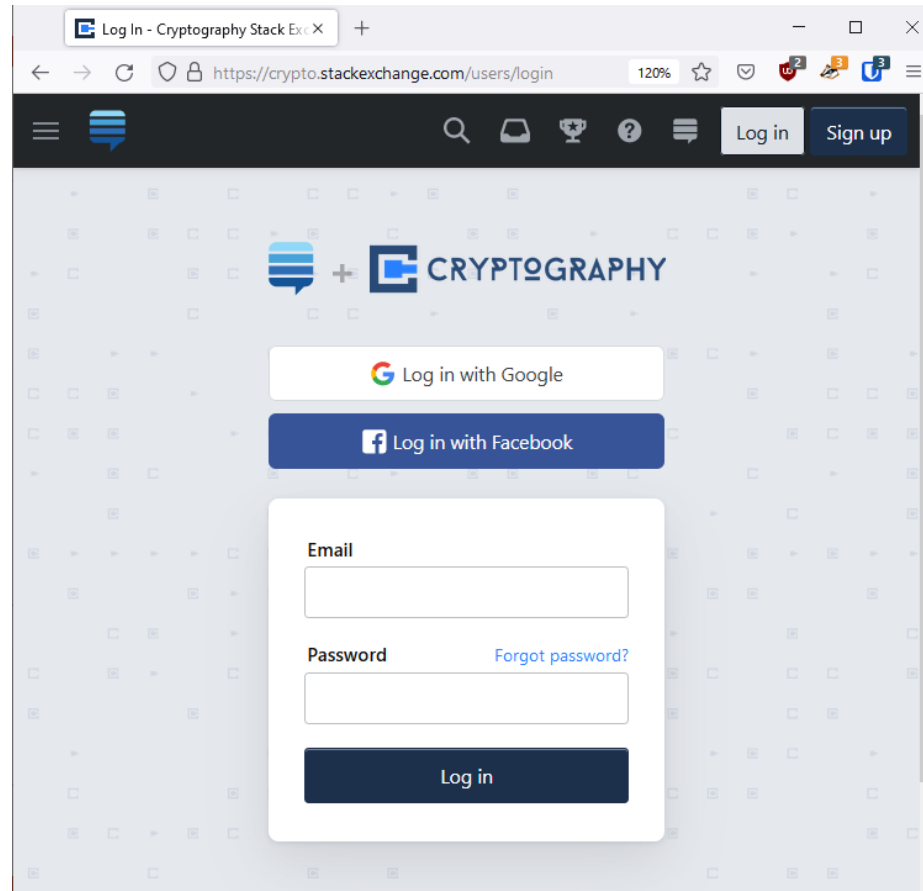 Log In - Cryptography Stack Exc
https://crypto.stackexchange.com/users/login 120% 2 3 3
Log in Sign up
+ CRYPTOGRAPHY
Log in with Google
Log in with Facebook
Email
Password Forgot password?
Log in